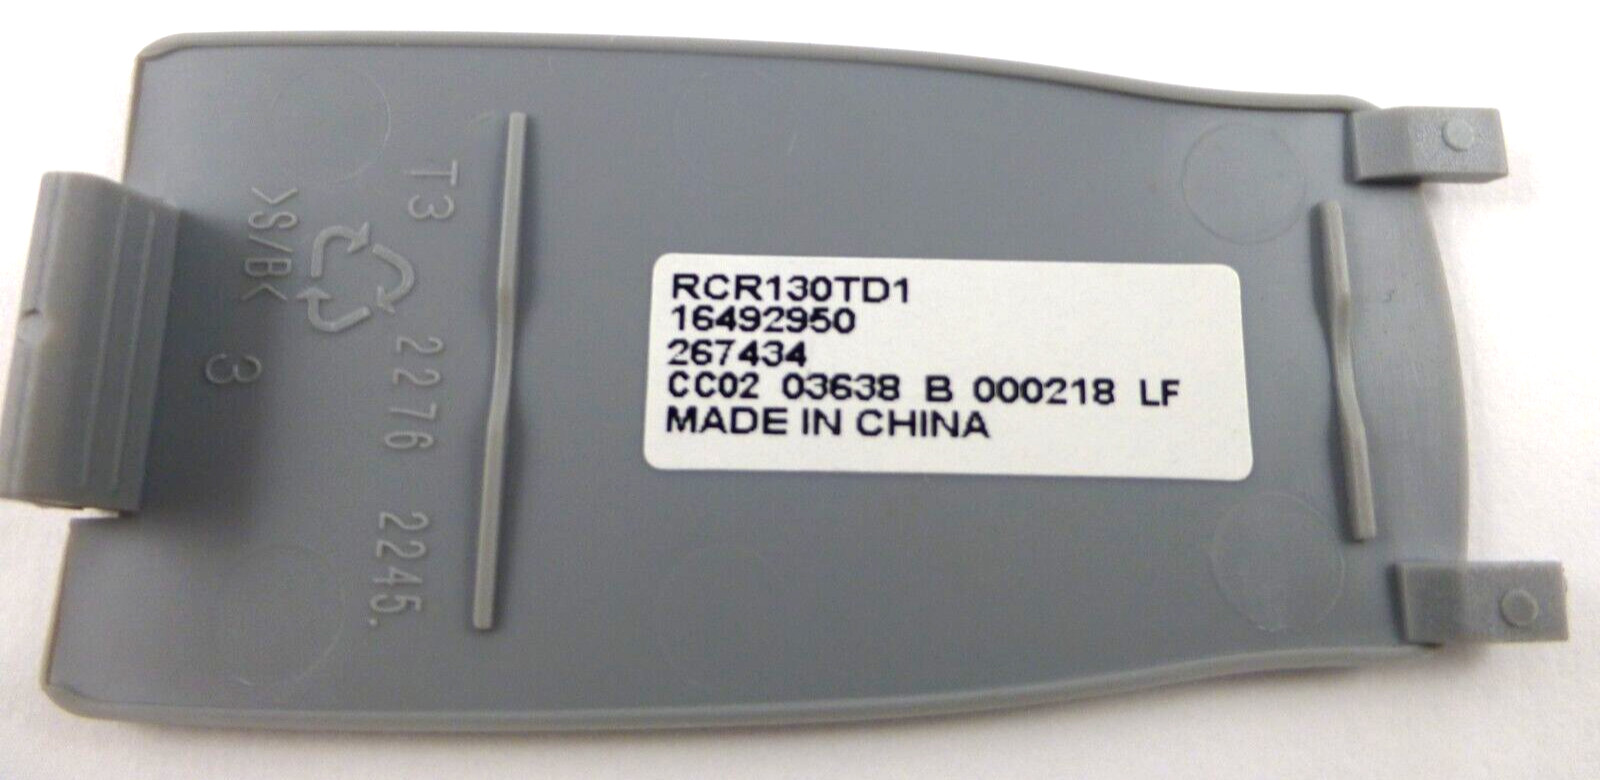 T3
>S/B<
3
2276 2245.
RCR130TD1
16492950
267434
CC02 03638 B 000218 LF
MADE IN CHINA